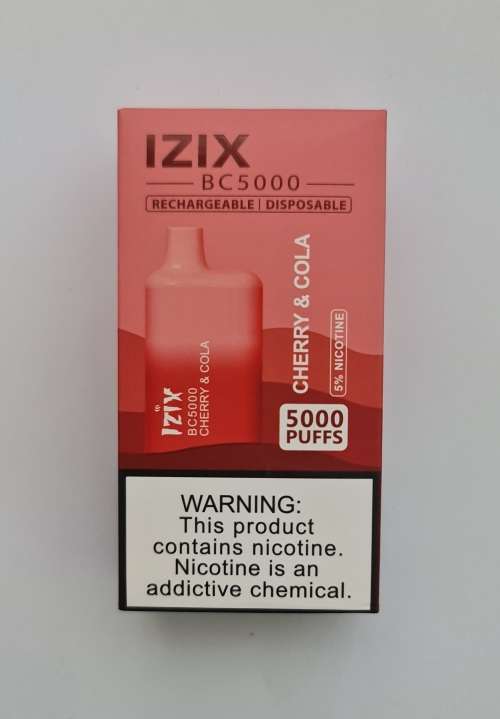 IZIX
BC5000
RECHARGEABLE | DISPOSABLE
CHERRY & COLA
5% NICOTINE
IZIX
BC5000
CHERRY & COLA
5000
PUFFS
WARNING:
This product
contains nicotine.
Nicotine is an
addictive chemical.